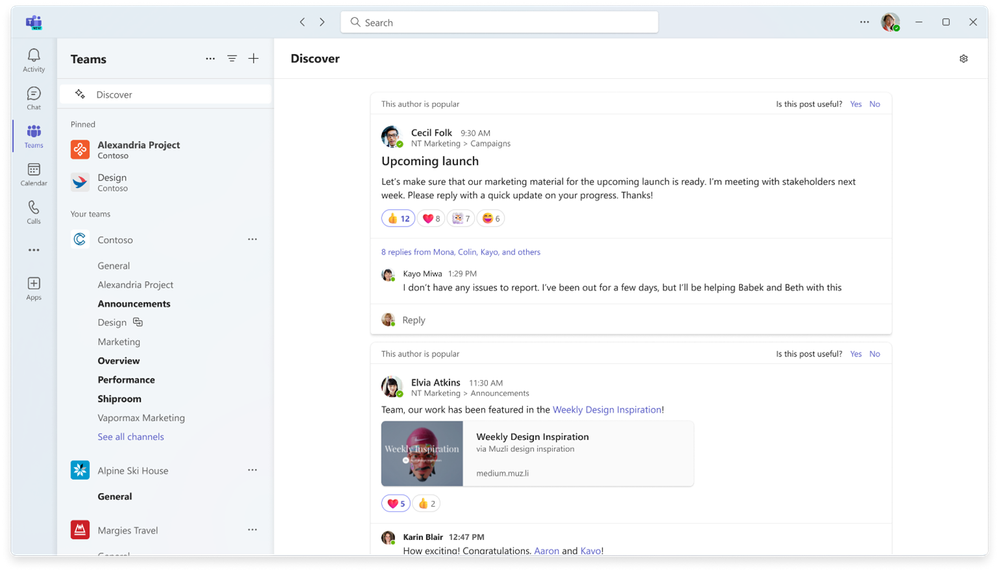 Search
Activity
Chat
Teams
Calendar
Calls
Apps
Teams
Discover
Pinned
Alexandria Project
Contoso
Design
Contoso
Your teams
Contoso
General
Alexandria Project
Announcements
Design
Marketing
Overview
Performance
Shiproom
Vapormax Marketing
See all channels
Alpine Ski House
General
Margies Travel
General
Discover
This author is popular
Is this post useful? Yes No
Cecil Folk 9:30 AM
NT Marketing > Campaigns
Upcoming launch
Let's make sure that our marketing material for the upcoming launch is ready. I'm meeting with stakeholders next
week. Please reply with a quick update on your progress. Thanks!
12 8 7 6
8 replies from Mona, Colin, Kayo, and others
Kayo Miwa 1:29 PM
I don't have any issues to report. I've been out for a few days, but I'll be helping Babek and Beth with this
Reply
This author is popular
Is this post useful? Yes No
Elvia Atkins 11:30 AM
NT Marketing > Announcements
Team, our work has been featured in the Weekly Design Inspiration!
Weekly Inspiration
Weekly Design Inspiration
via Muzli design inspiration
medium.muz.li
5 2
Karin Blair 12:47 PM
How exciting! Congratulations, Aaron and Kayo!